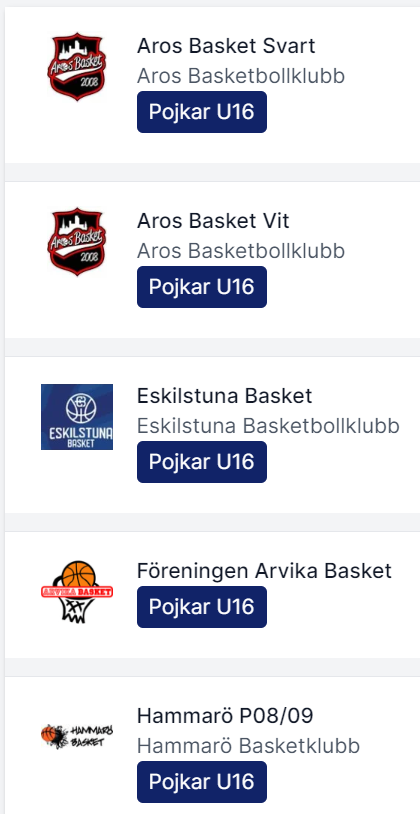 Aros Basket
2008
Aros Basket Svart
Aros Basketbollklubb
Pojkar U16
Aros Basket
2008
Aros Basket Vit
Aros Basketbollklubb
Pojkar U16
ESKILSTUNA
BASKET
Eskilstuna Basket
Eskilstuna Basketbollklubb
Pojkar U16
ARVIKA BASKET
Föreningen Arvika Basket
Pojkar U16
HAMMARÖ
BASKET
Hammarö P08/09
Hammarö Basketklubb
Pojkar U16